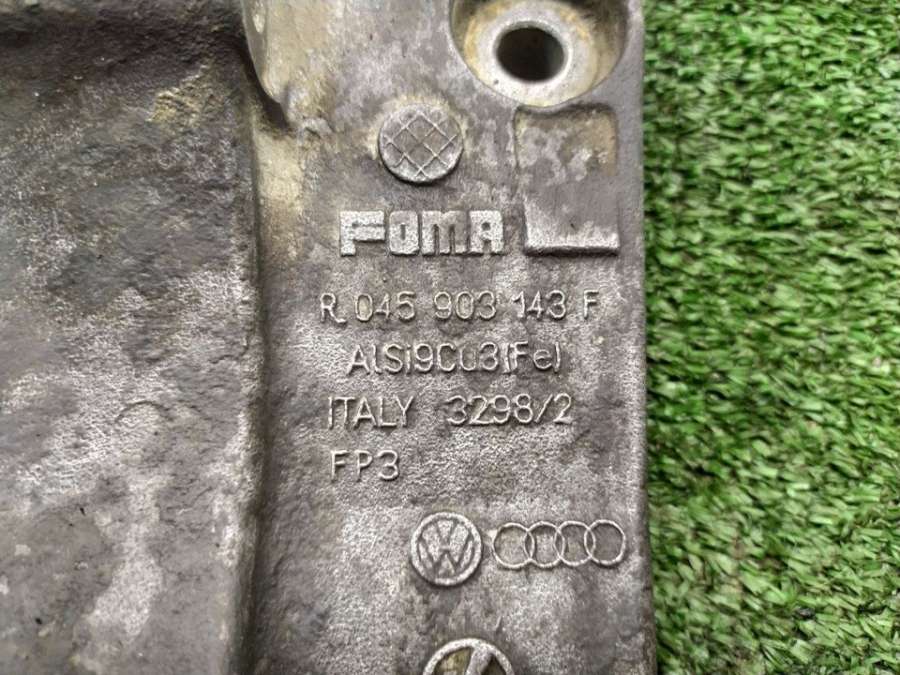 FOMA
R. 045 903 143 F
AlSi9Cu3(Fe)
ITALY 3298/2
FP3